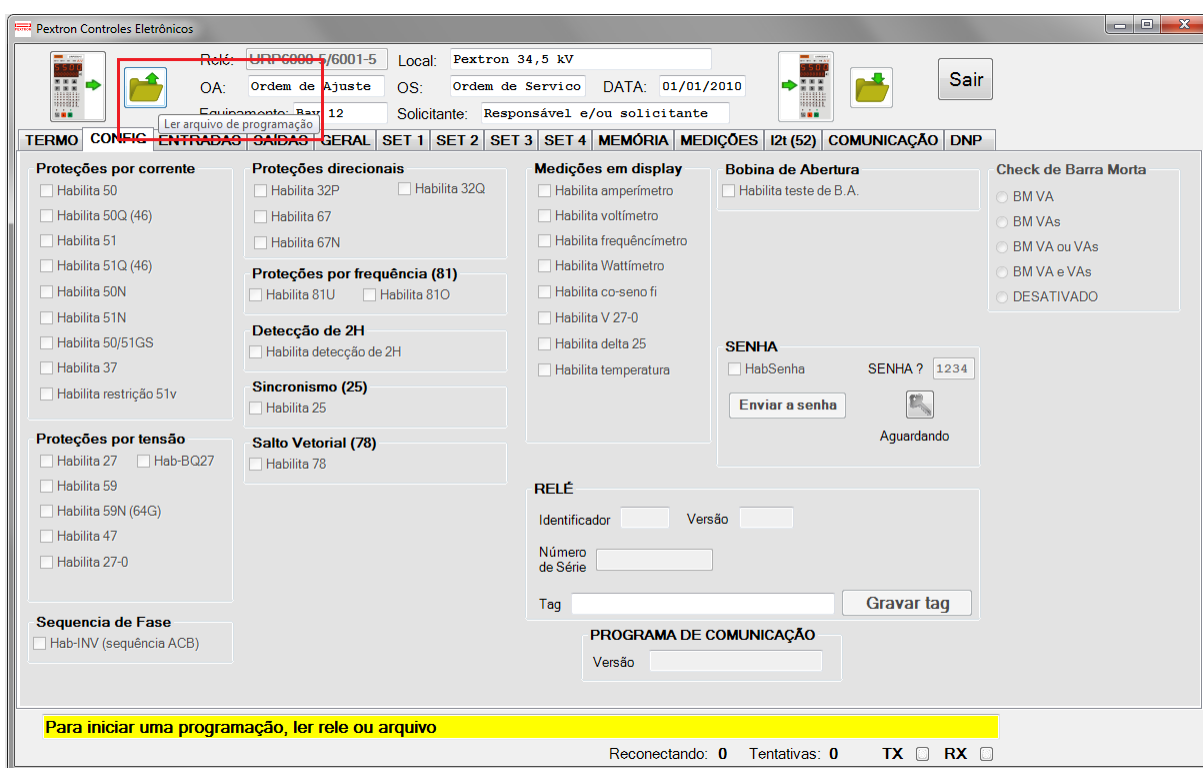 Pextron Controles Eletrônicos
Relé: URP6000-5/6001-5 Local: Pextron 34,5 kV
OA: Ordem de Ajuste OS: Ordem de Servico DATA: 01/01/2010 Sair
Equipamento: Bay 12 Solicitante: Responsável e/ou solicitante
Ler arquivo de programação
TERMO CONFIG ENTRADAS SAÍDAS GERAL SET 1 SET 2 SET 3 SET 4 MEMÓRIA MEDIÇÕES I2t (52) COMUNICAÇÃO DNP
Proteções por corrente
Habilita 50
Habilita 50Q (46)
Habilita 51
Habilita 51Q (46)
Habilita 50N
Habilita 51N
Habilita 50/51GS
Habilita 37
Habilita restrição 51v
Proteções por tensão
Habilita 27 Hab-BQ27
Habilita 59
Habilita 59N (64G)
Habilita 47
Habilita 27-0
Sequencia de Fase
Hab-INV (sequência ACB)
Proteções direcionais
Habilita 32P Habilita 32Q
Habilita 67
Habilita 67N
Proteções por frequência (81)
Habilita 81U Habilita 81O
Detecção de 2H
Habilita detecção de 2H
Sincronismo (25)
Habilita 25
Salto Vetorial (78)
Habilita 78
Medições em display
Habilita amperímetro
Habilita voltímetro
Habilita frequêncímetro
Habilita Wattímetro
Habilita co-seno fi
Habilita V 27-0
Habilita delta 25
Habilita temperatura
Bobina de Abertura
Habilita teste de B.A.
SENHA
HabSenha SENHA ? 1234
Enviar a senha
Aguardando
Check de Barra Morta
BM VA
BM VAs
BM VA ou VAs
BM VA e VAs
DESATIVADO
RELÉ
Identificador Versão
Número
de Série
Tag Gravar tag
PROGRAMA DE COMUNICAÇÃO
Versão
Para iniciar uma programação, ler rele ou arquivo
Reconectando: 0 Tentativas: 0 TX RX